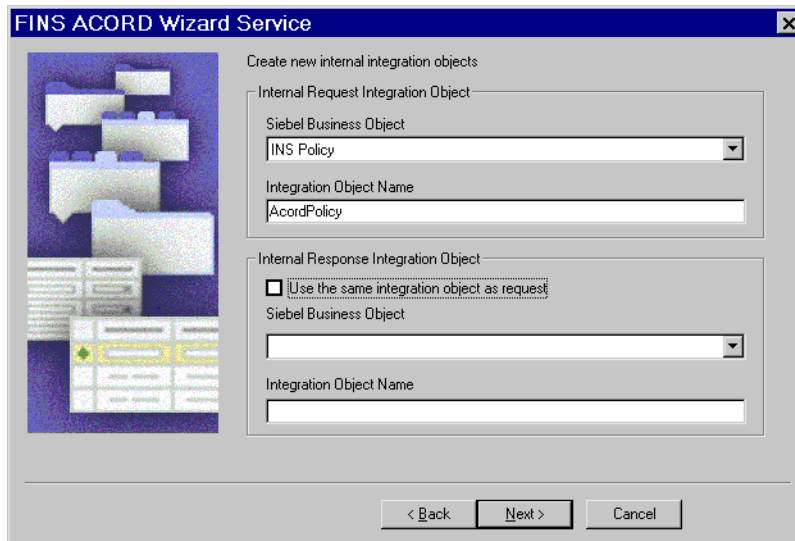 FINS ACORD Wizard Service
Create new internal integration objects
Internal Request Integration Object
Siebel Business Object
INS Policy
Integration Object Name
AcordPolicy
Internal Response Integration Object
Use the same integration object as request
Siebel Business Object
Integration Object Name
< Back Next > Cancel